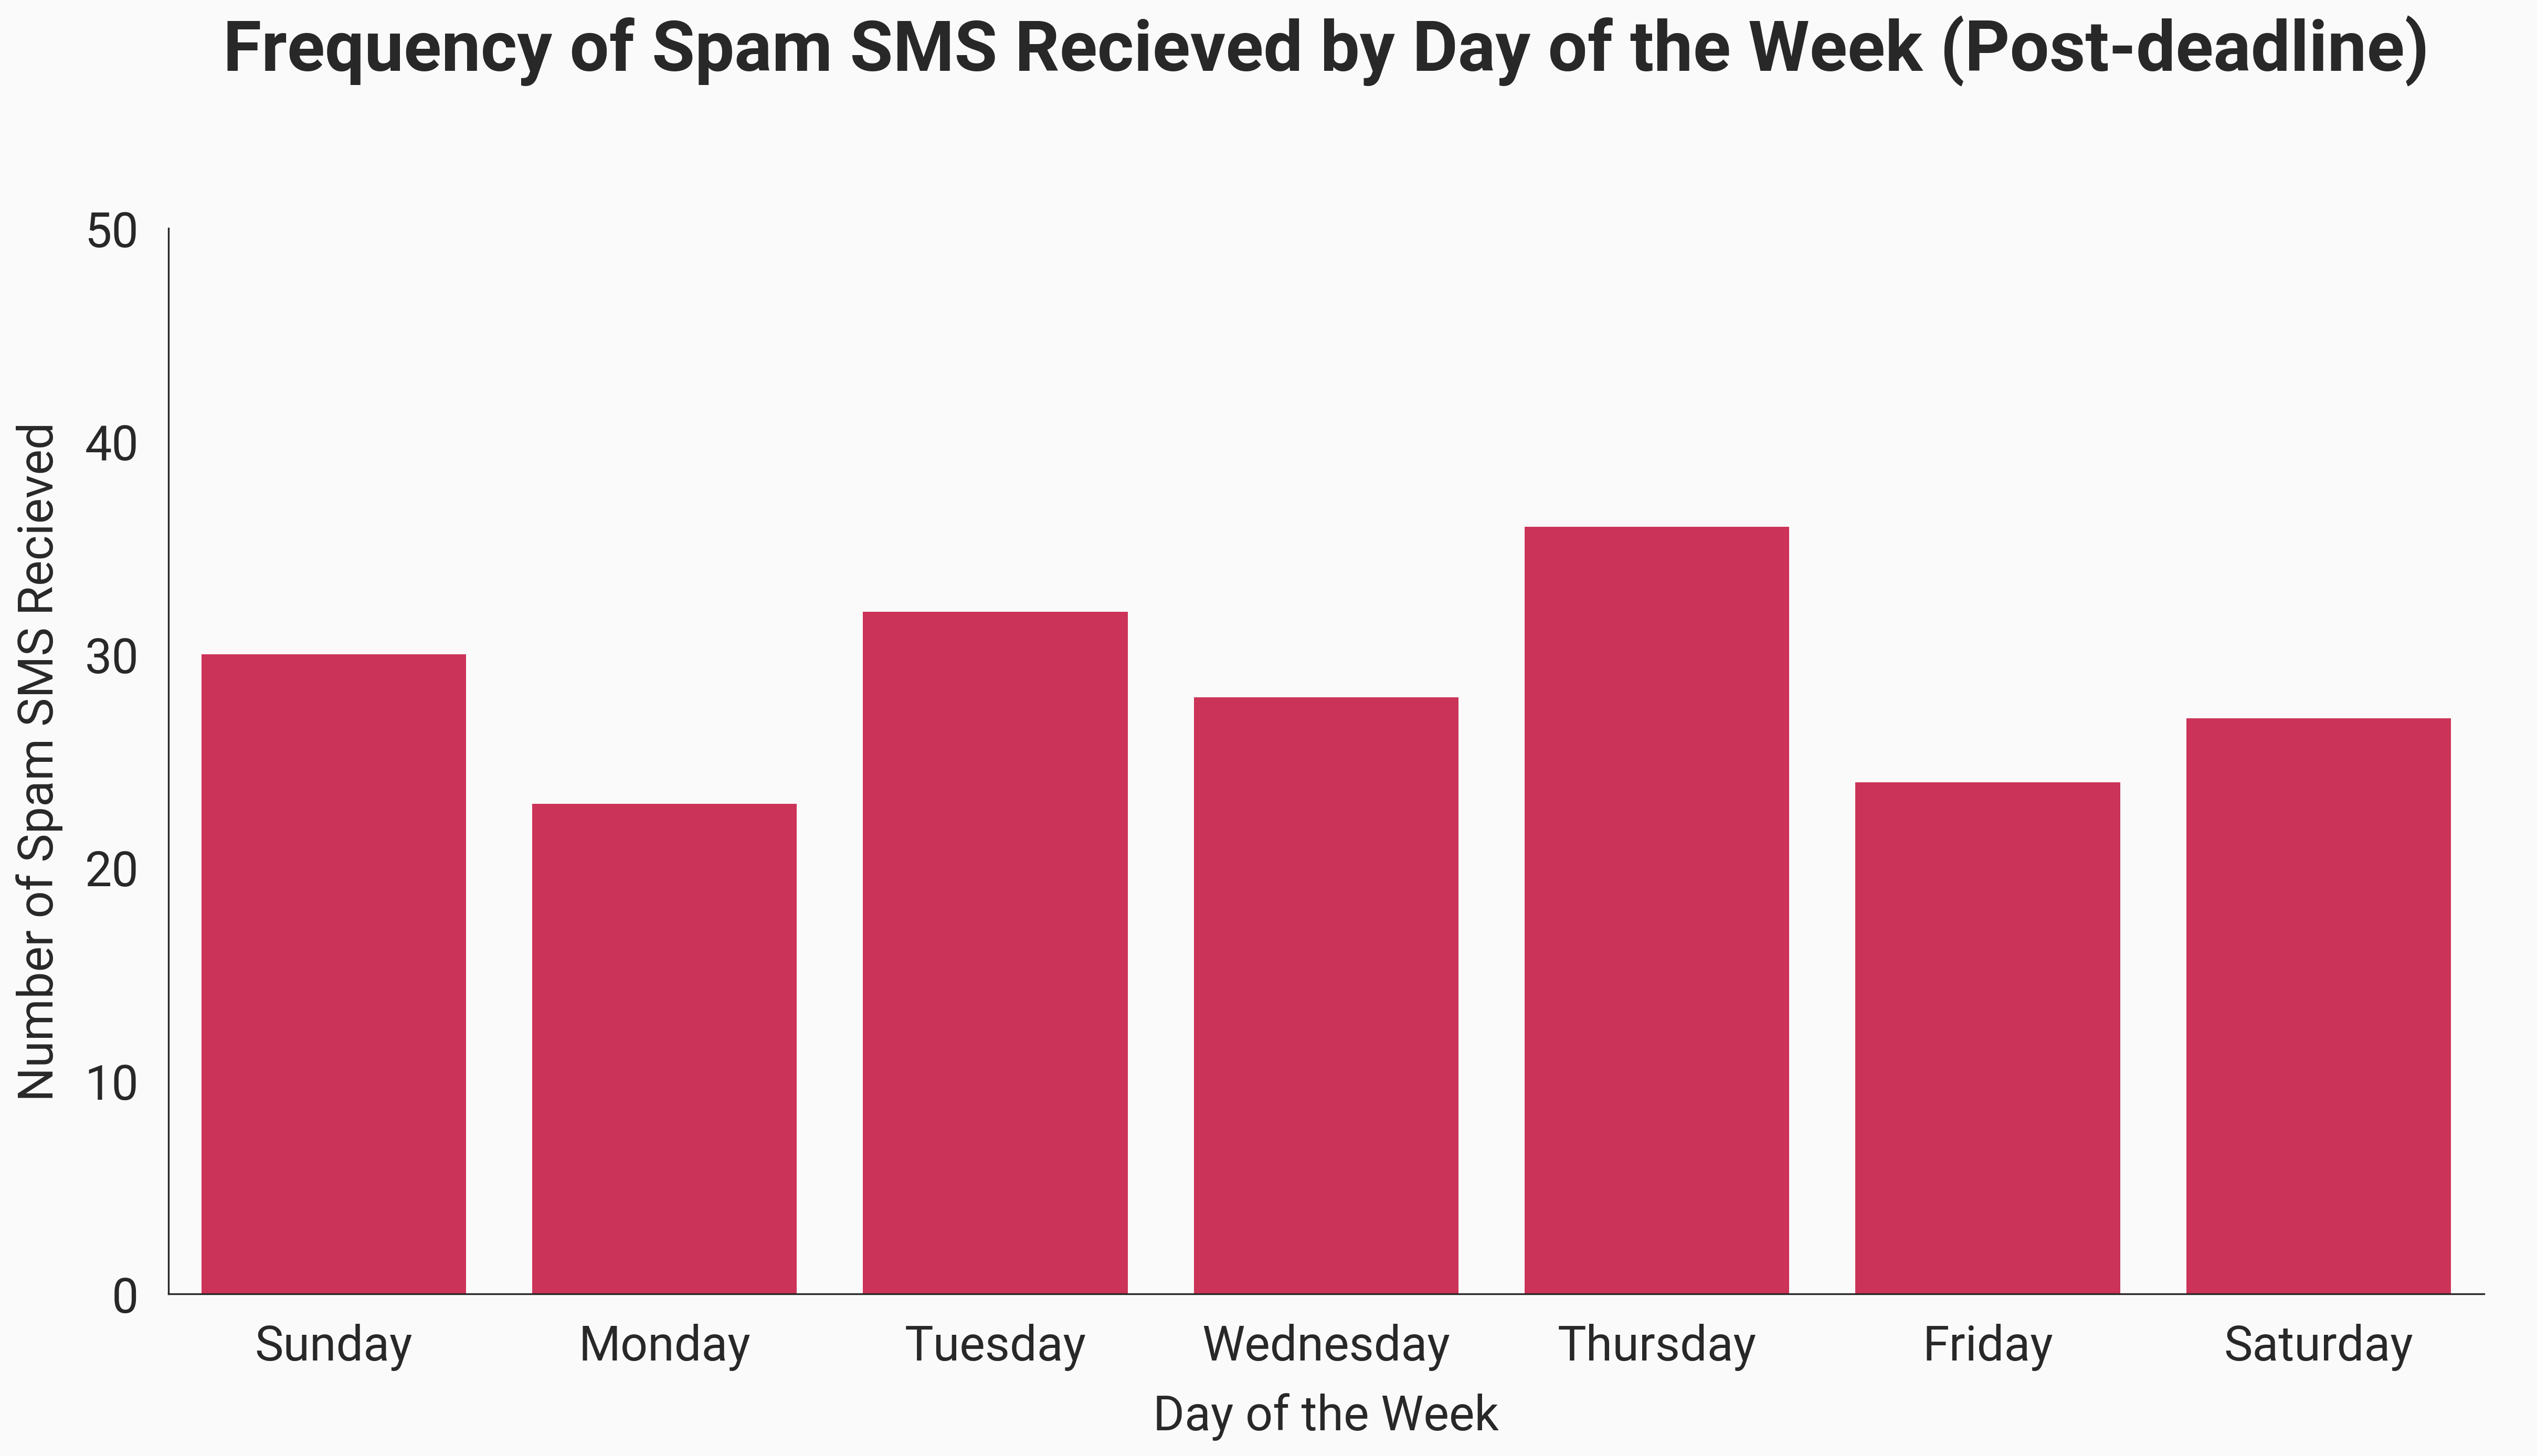 Frequency of Spam SMS Recieved by Day of the Week (Post-deadline)
Number of Spam SMS Recieved
50
40
30
20
10
0
Sunday Monday Tuesday Wednesday Thursday Friday Saturday
Day of the Week